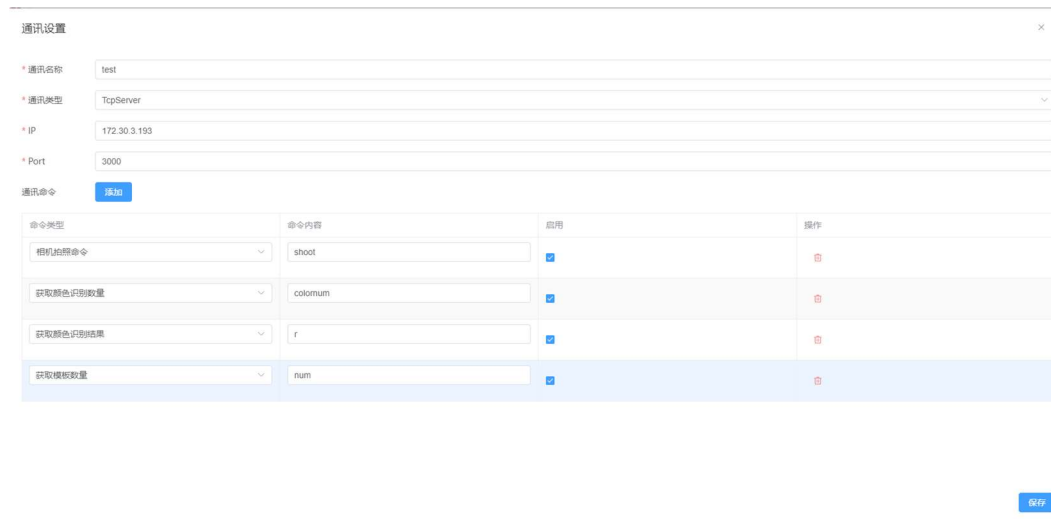 通讯设置
* 通讯名称 test
* 通讯类型 TcpServer
* IP 172.30.3.193
* Port 3000
通讯命令 添加
命令类型 命令内容 启用 操作
相机拍照命令 shoot
获取颜色识别数量 colornum
获取颜色识别结果 r
获取模板数量 num
保存